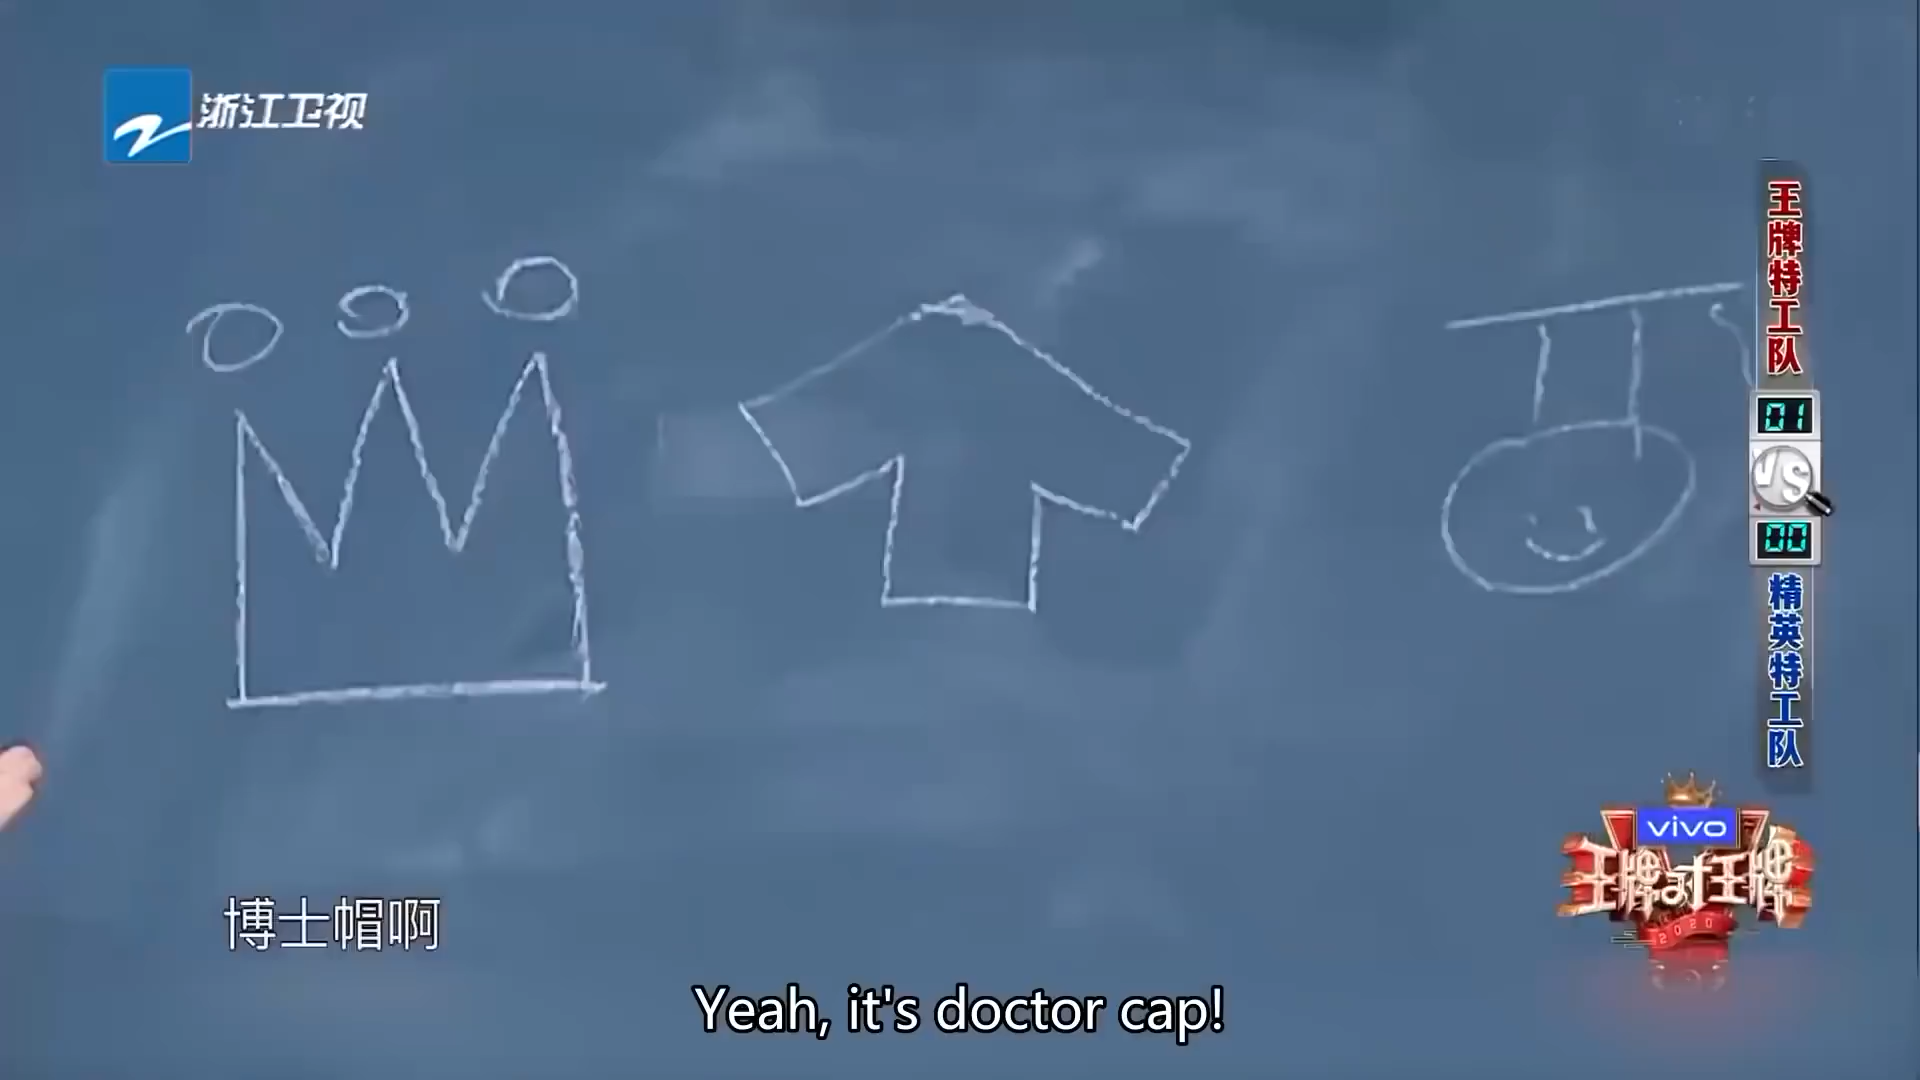 浙江卫视
王牌特工队
01
VS
00
精英特工队
vivo
王牌对王牌
2020
博士帽啊
Yeah, it's doctor cap!